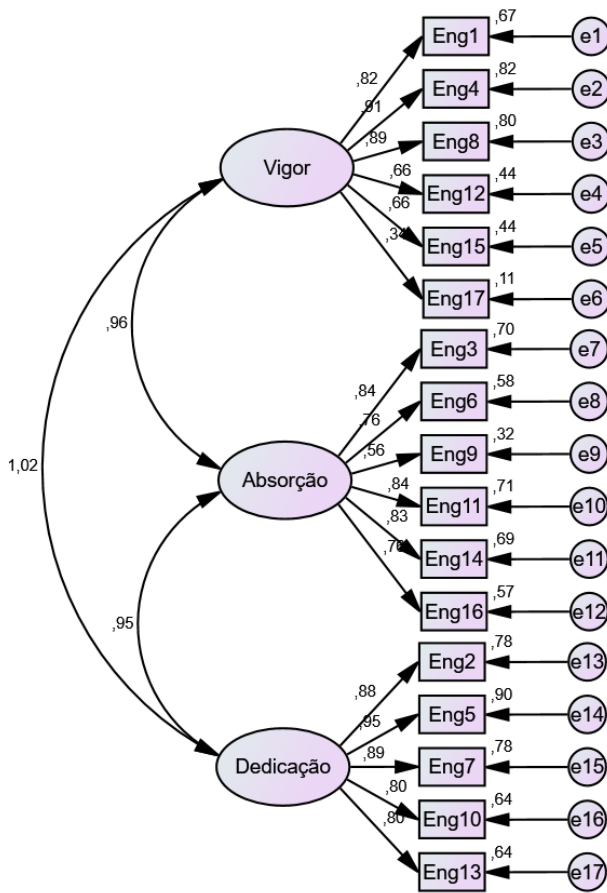 ,67
Eng1
e1
,82
,82
Eng4
e2
,91
,80
Eng8
e3
,89
Vigor
,44
Eng12
e4
,66
,44
Eng15
e5
,66
,34
,11
Eng17
e6
,96
,70
Eng3
e7
,84
,58
Eng6
e8
,76
,32
Eng9
e9
,56
Absorção
,71
Eng11
e10
,84
,69
Eng14
e11
,83
,57
Eng16
e12
1,02
,95
,78
Eng2
e13
,88
,90
Eng5
e14
,95
Dedicação
,78
Eng7
e15
,89
,64
Eng10
e16
,80
,64
Eng13
e17
,80